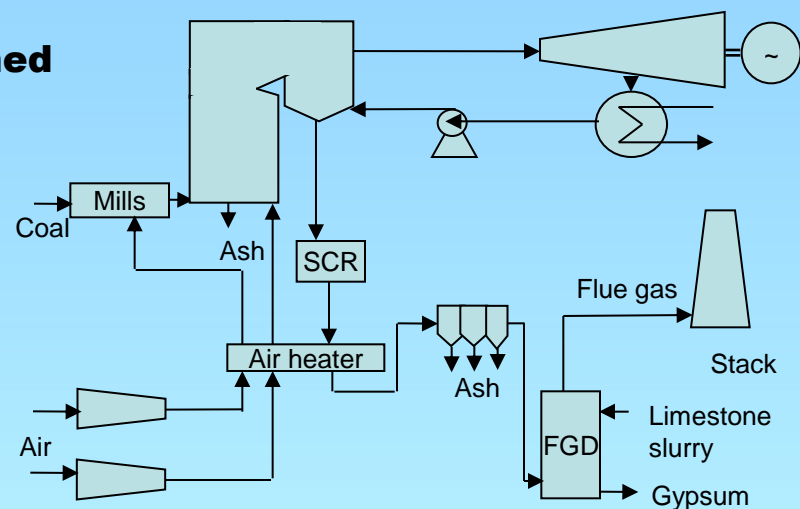 ned
~
Mills
Coal
Ash
SCR
Flue gas
Air heater
Stack
Ash
Air
Limestone
slurry
FGD
Gypsum